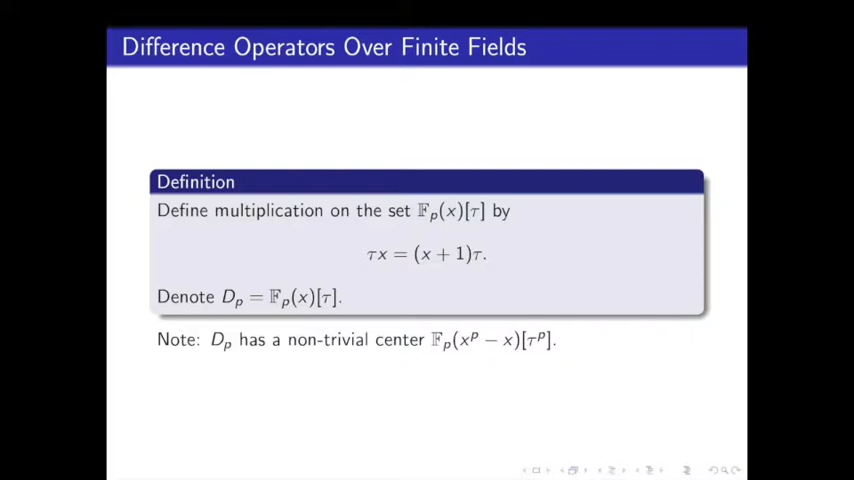 Difference Operators Over Finite Fields
Definition
Define multiplication on the set 𝔽ₚ(x)[τ] by
τx = (x + 1)τ.
Denote Dₚ = 𝔽ₚ(x)[τ].
Note: Dₚ has a non-trivial center 𝔽ₚ(xᵖ − x)[τᵖ].